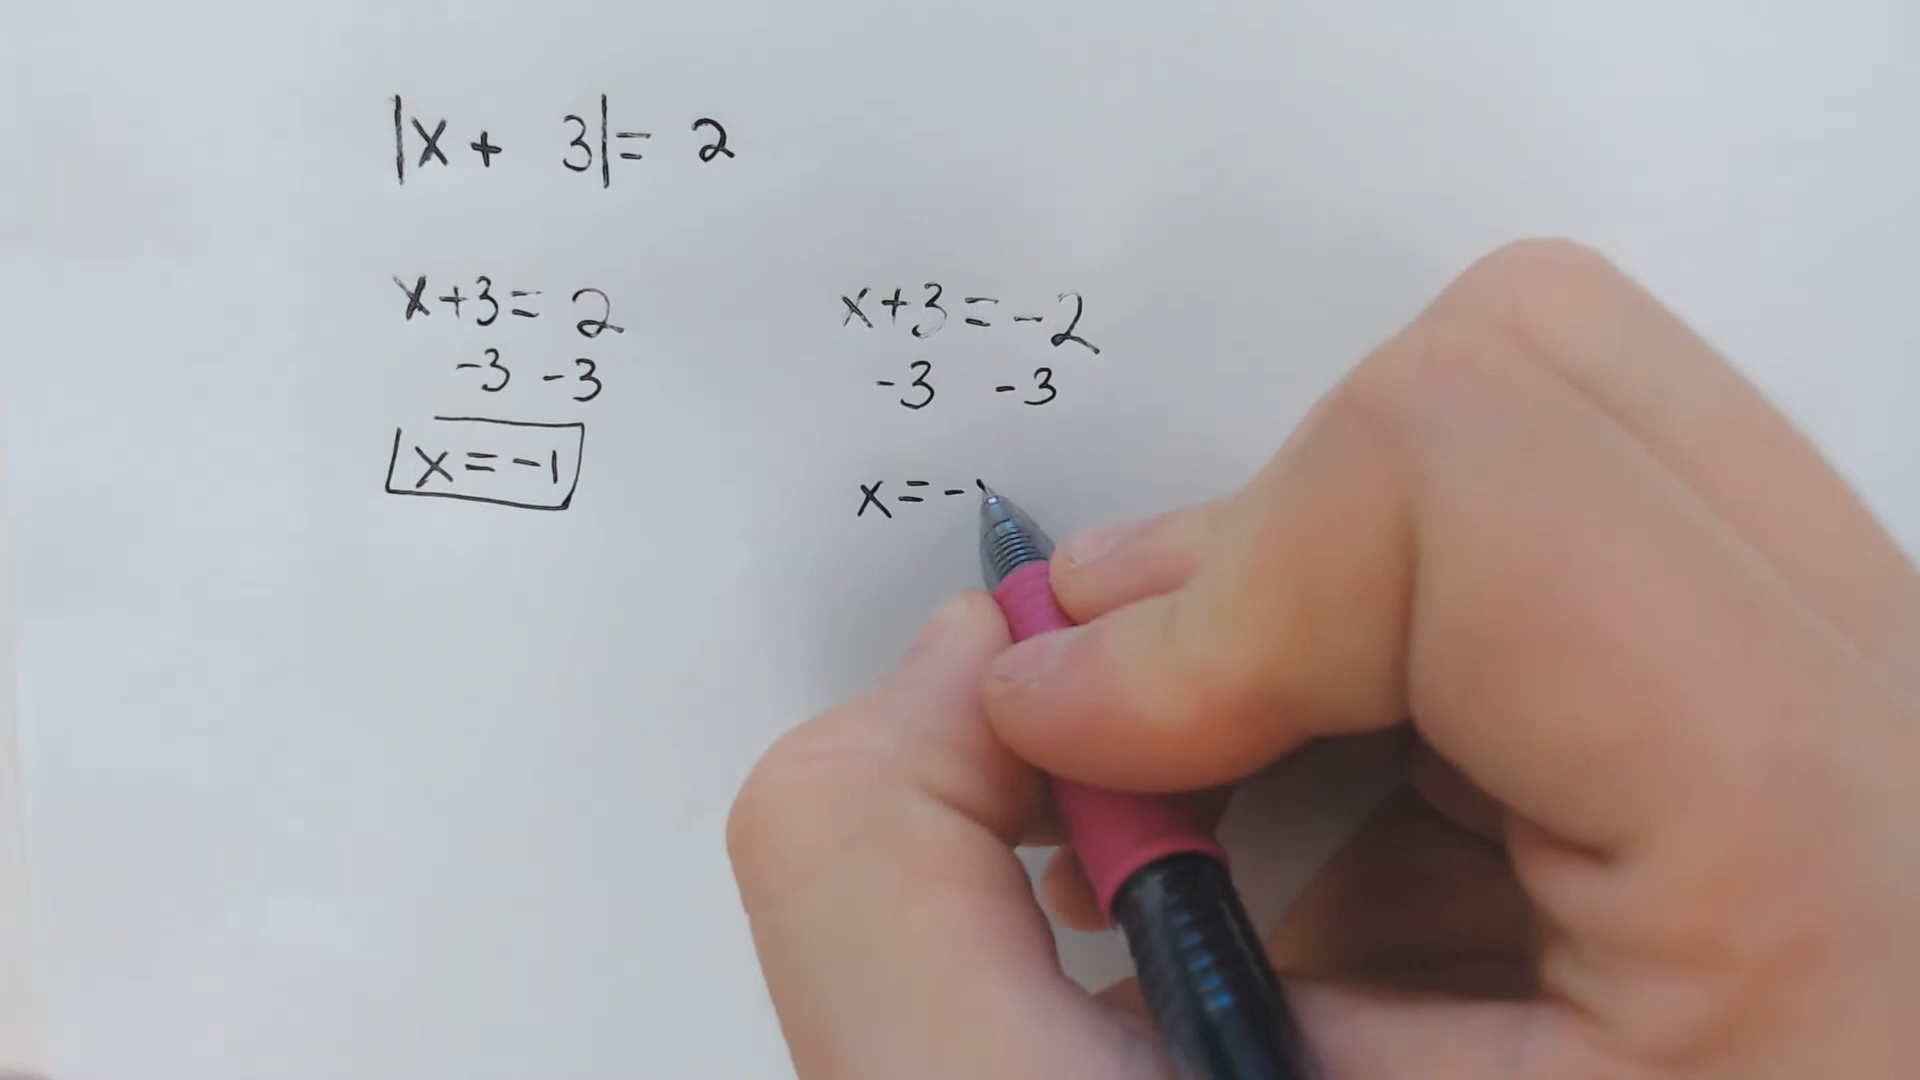 |x + 3| = 2
x+3 = 2
-3 -3
x = -1
x+3 = -2
-3 -3
x = -